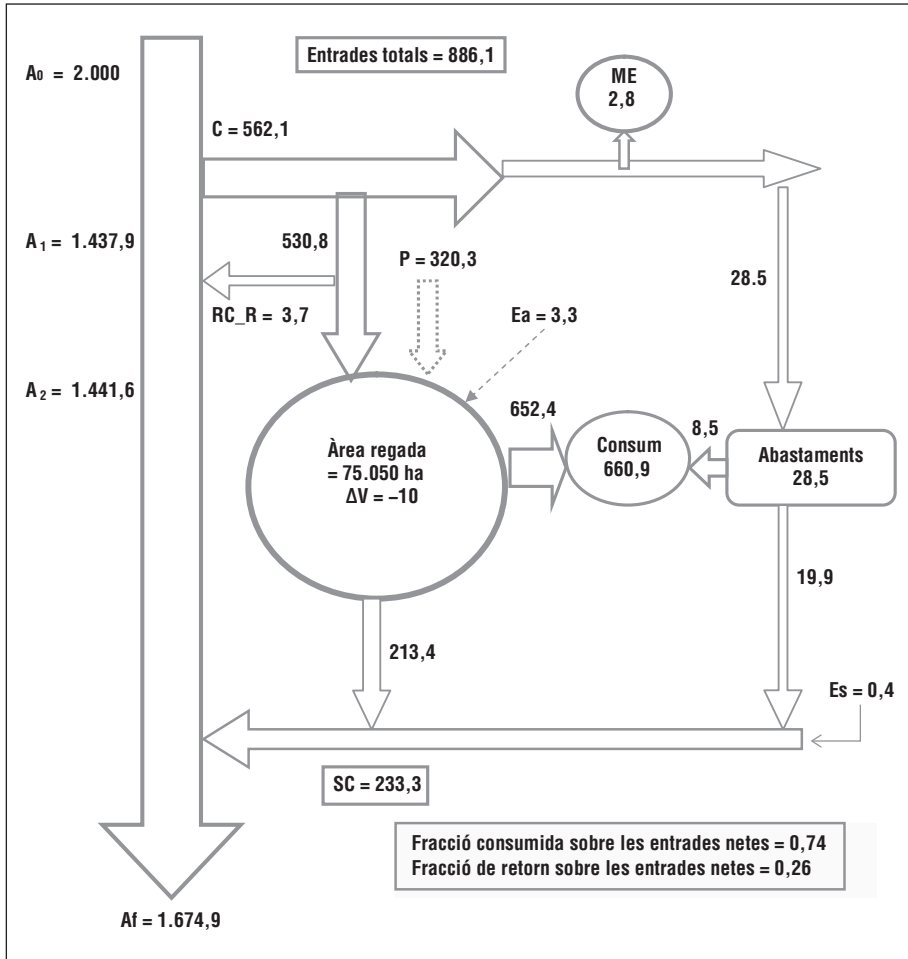 Entrades totals = 886,1
A0 = 2.000
ME
2,8
C = 562,1
A1 = 1.437,9
530,8
P = 320,3
28.5
RC_R = 3,7
Ea = 3,3
A2 = 1.441,6
652,4
8,5
Àrea regada
= 75.050 ha
ΔV = –10
Consum
660,9
Abastaments
28,5
19,9
213,4
Es = 0,4
SC = 233,3
Fracció consumida sobre les entrades netes = 0,74
Fracció de retorn sobre les entrades netes = 0,26
Af = 1.674,9